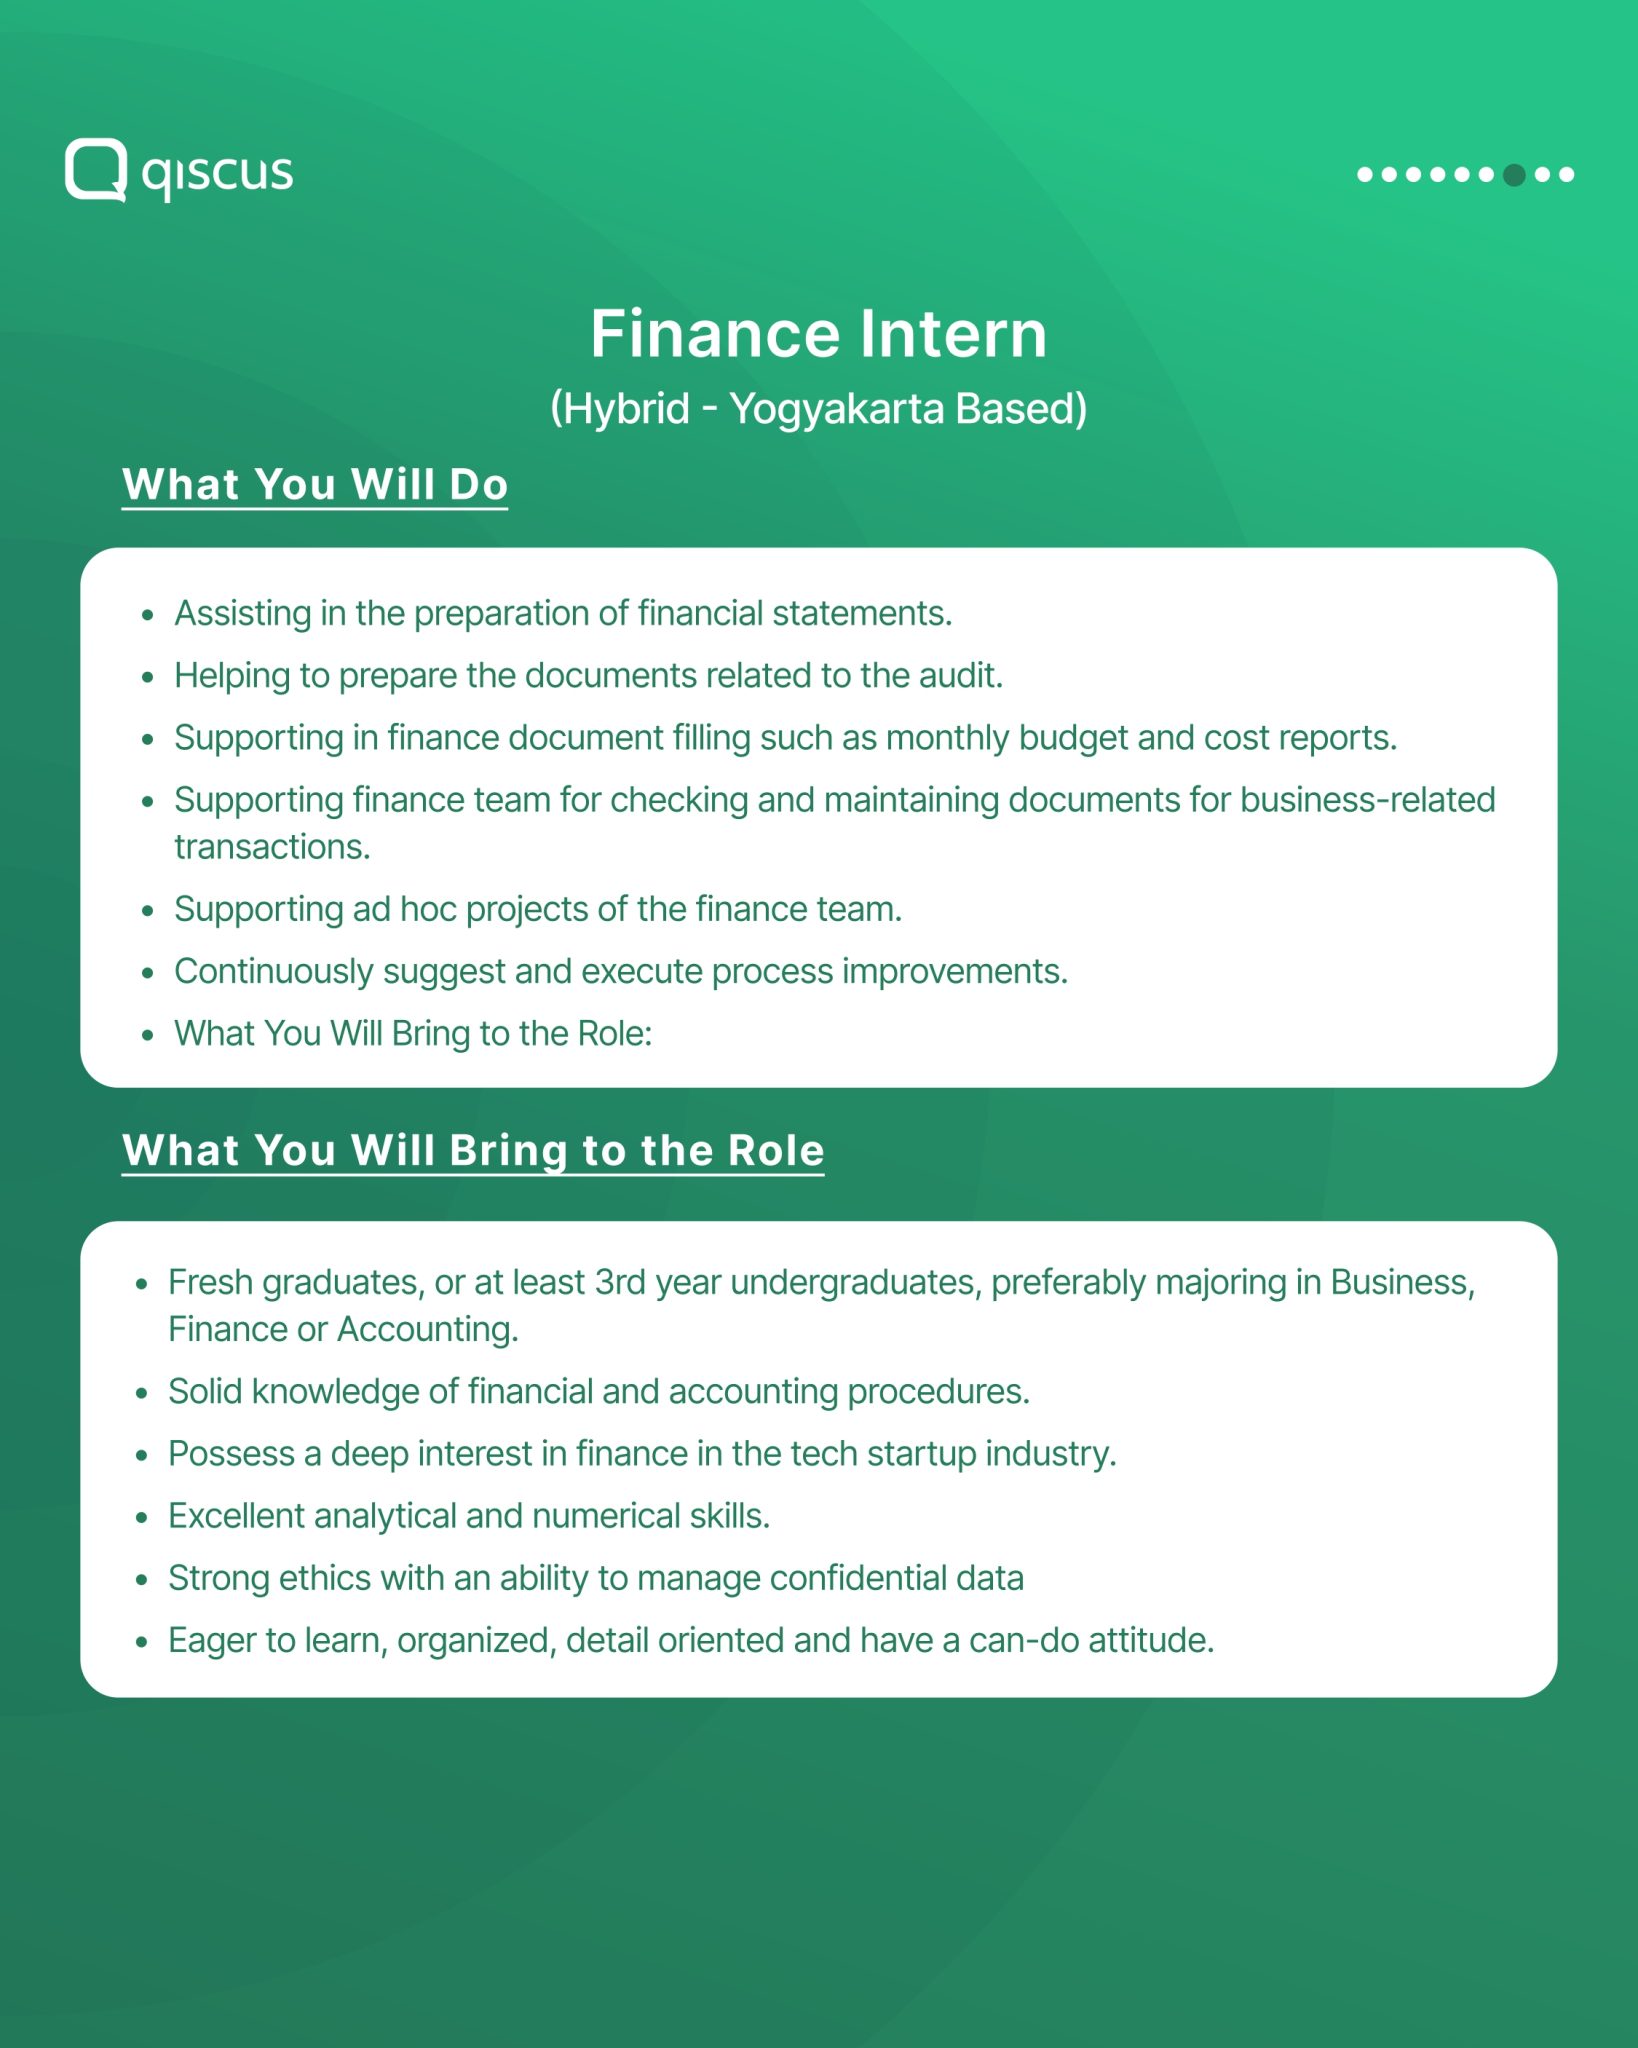 qiscus
Finance Intern
(Hybrid - Yogyakarta Based)
What You Will Do
• Assisting in the preparation of financial statements.
• Helping to prepare the documents related to the audit.
• Supporting in finance document filling such as monthly budget and cost reports.
• Supporting finance team for checking and maintaining documents for business-related
transactions.
• Supporting ad hoc projects of the finance team.
• Continuously suggest and execute process improvements.
• What You Will Bring to the Role:
What You Will Bring to the Role
• Fresh graduates, or at least 3rd year undergraduates, preferably majoring in Business,
Finance or Accounting.
• Solid knowledge of financial and accounting procedures.
• Possess a deep interest in finance in the tech startup industry.
• Excellent analytical and numerical skills.
• Strong ethics with an ability to manage confidential data
• Eager to learn, organized, detail oriented and have a can-do attitude.